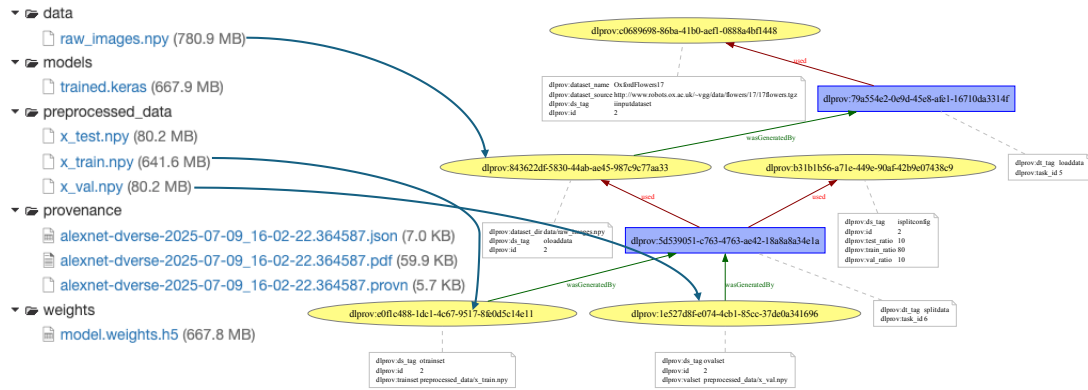 data
raw_images.npy (780.9 MB)
models
trained.keras (667.9 MB)
preprocessed_data
x_test.npy (80.2 MB)
x_train.npy (641.6 MB)
x_val.npy (80.2 MB)
provenance
alexnet-dverse-2025-07-09_16-02-22.364587.json (7.0 KB)
alexnet-dverse-2025-07-09_16-02-22.364587.pdf (59.9 KB)
alexnet-dverse-2025-07-09_16-02-22.364587.provn (5.7 KB)
weights
model.weights.h5 (667.8 MB)
dlprov:c0689698-86ba-41b0-aef1-0888a4bf1448
used
dlprov:dataset_name OxfordFlowers17
dlprov:dataset_source http://www.robots.ox.ac.uk/~vgg/data/flowers/17/17flowers.tgz
dlprov:ds_tag iinputdataset
dlprov:id 2
dlprov:79a554e2-0e9d-45e8-afe1-16710da3314f
wasGeneratedBy
dlprov:dt_tag loaddata
dlprov:task_id 5
dlprov:843622df-5830-44ab-ae45-987c9c77aa33
dlprov:b31b1b56-a71e-449e-90af-42b9e07438c9
used
used
dlprov:dataset_dir data/raw_images.npy
dlprov:ds_tag oloaddata
dlprov:id 2
dlprov:ds_tag isplitconfig
dlprov:id 2
dlprov:test_ratio 10
dlprov:train_ratio 80
dlprov:val_ratio 10
dlprov:5d539051-c763-4763-ae42-18a8a8a34e1a
wasGeneratedBy
wasGeneratedBy
dlprov:dt_tag splitdata
dlprov:task_id 6
dlprov:e0f1c488-1dc1-4c67-9517-8fe0d5c14e11
dlprov:1e527d8f-e074-4cb1-85cc-37de0a341696
dlprov:ds_tag otrainset
dlprov:id 2
dlprov:trainset preprocessed_data/x_train.npy
dlprov:ds_tag ovalset
dlprov:id 2
dlprov:valset preprocessed_data/x_val.npy